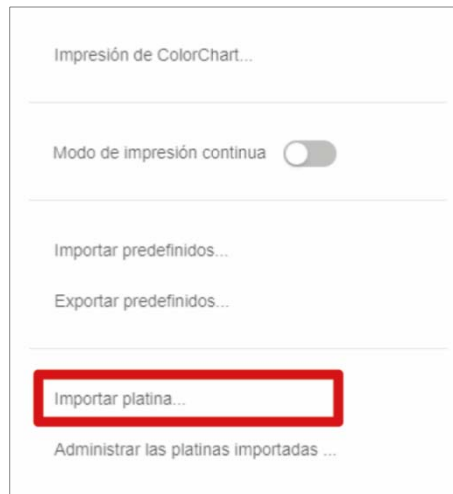 Impresión de ColorChart...
Modo de impresión continua
Importar predefinidos...
Exportar predefinidos...
Importar platina...
Administrar las platinas importadas ...